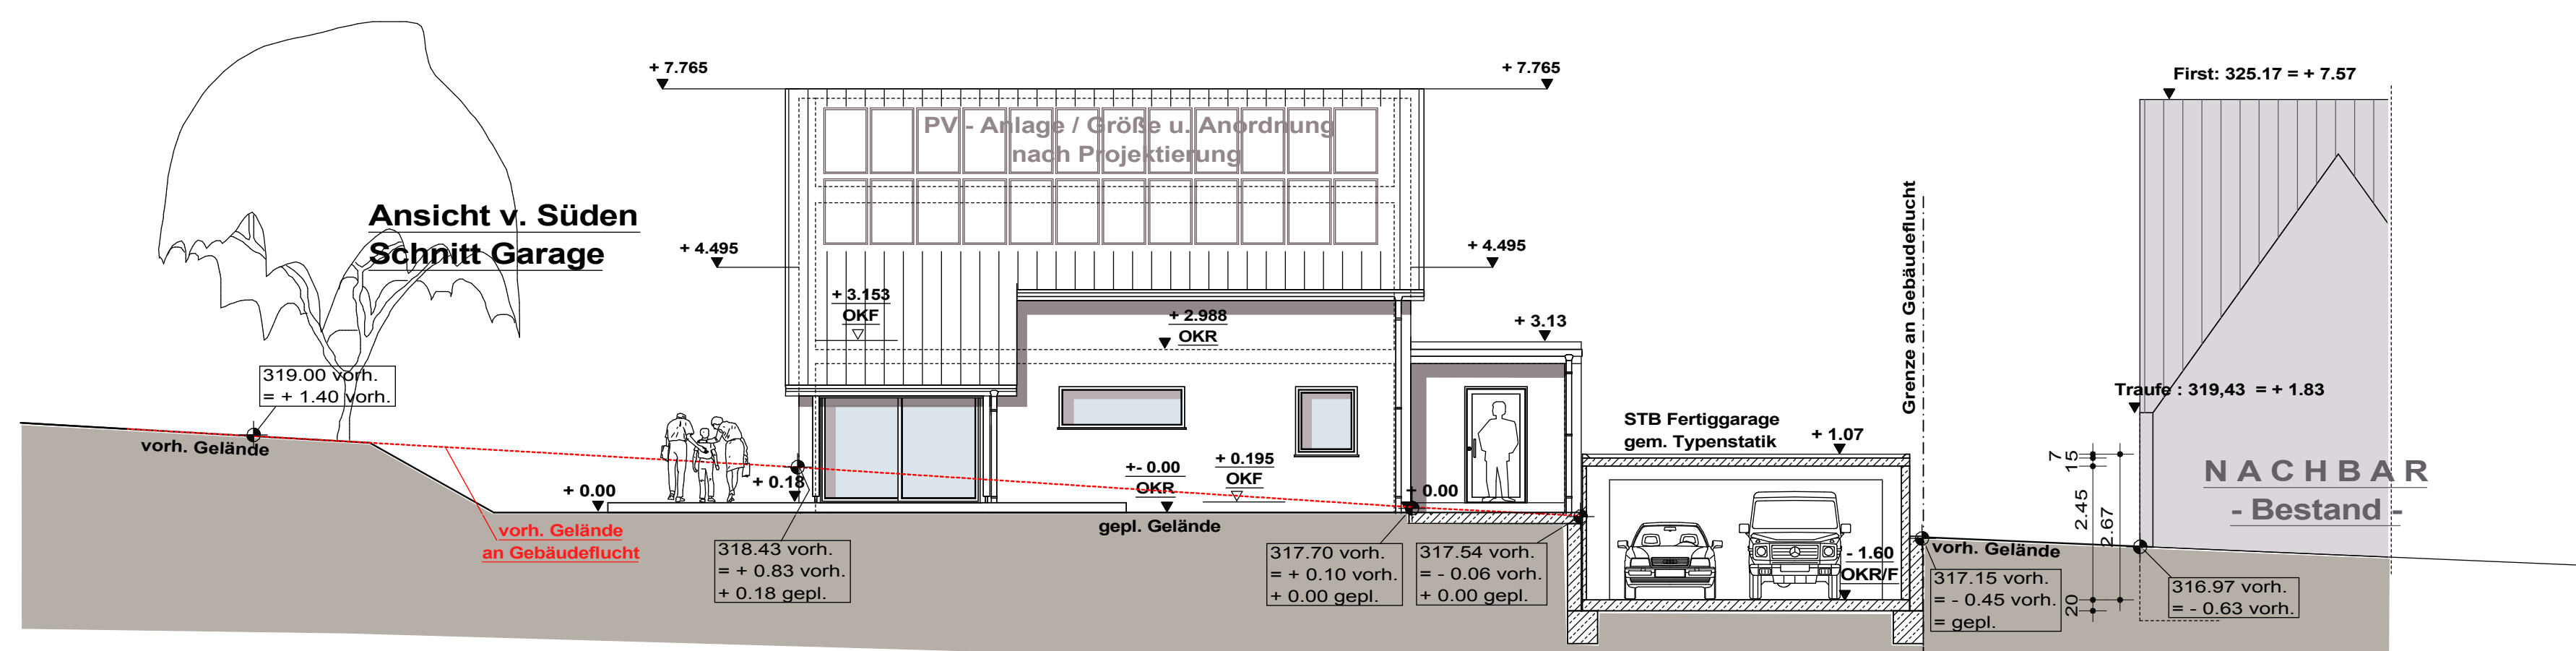 + 7.765
+ 7.765
First: 325.17 = + 7.57
PV - Anlage / Größe u. Anordnung
nach Projektierung
Ansicht v. Süden
Schnitt Garage
+ 4.495
+ 4.495
Grenze an Gebäudeflucht
+ 3.153
OKF
+ 2.988
OKR
+ 3.13
319.00 vorh.
= + 1.40 vorh.
vorh. Gelände
Traufe : 319,43 = + 1.83
STB Fertiggarage
gem. Typenstatik
+ 1.07
N A C H B A R
- Bestand -
7
15
2.45
2.67
20
+ 0.00
+ 0.18
+- 0.00
OKR
+ 0.195
OKF
+ 0.00
gepl. Gelände
vorh. Gelände
an Gebäudeflucht
318.43 vorh.
= + 0.83 vorh.
+ 0.18 gepl.
317.70 vorh.
= + 0.10 vorh.
+ 0.00 gepl.
317.54 vorh.
= - 0.06 vorh.
+ 0.00 gepl.
- 1.60
OKR/F
vorh. Gelände
317.15 vorh.
= - 0.45 vorh.
= gepl.
316.97 vorh.
= - 0.63 vorh.